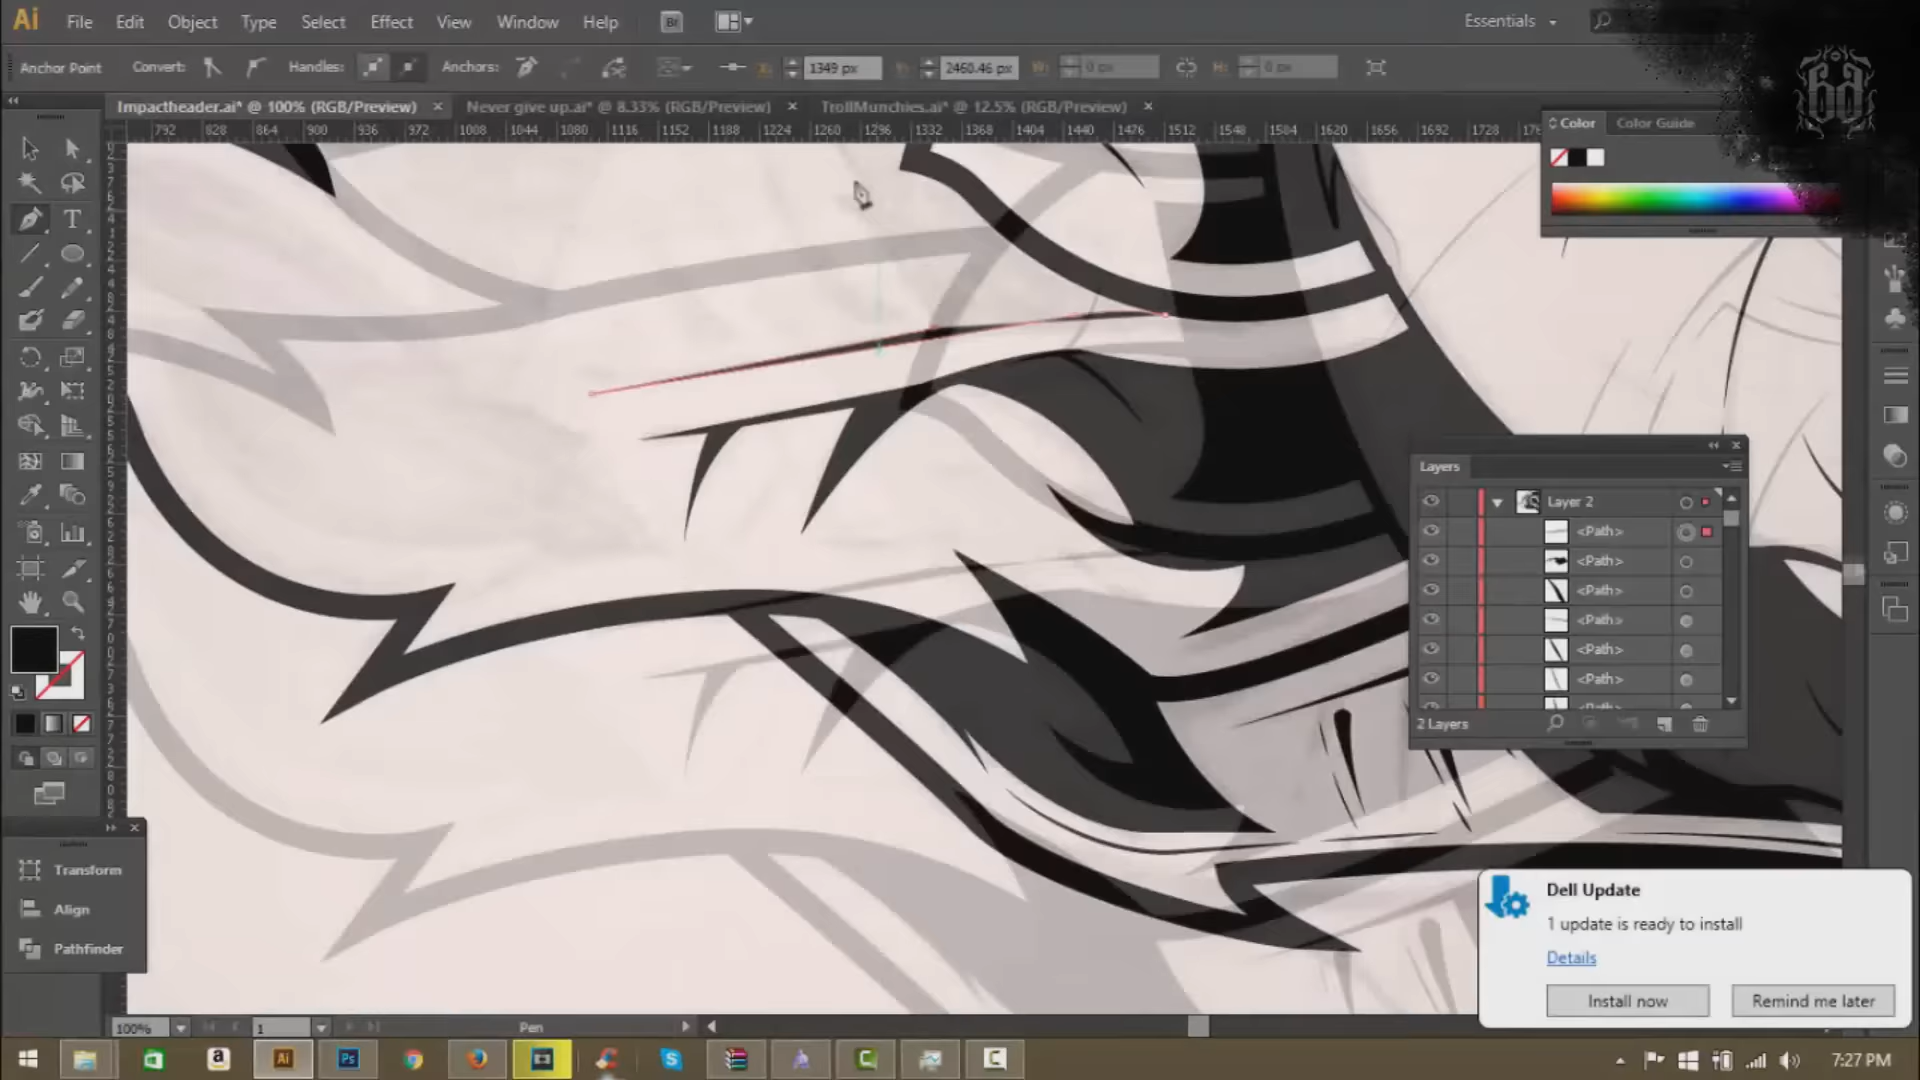 Ai File Edit Object Select Type Effect View Window Help Br Essentials
Anchor Point Convert: Handles: Anchors: X: 1349 px Y: 2460.46 px W: 0 px H: 0 px
Impactheader.ai* @ 100% (RGB/Preview) Never give up.ai* @ 8.33% (RGB/Preview) TrollMunchies.ai* @ 12.5% (RGB/Preview)
792 828 864 900 936 972 1008 1044 1080 1116 1152 1188 1224 1260 1296 1332 1368 1404 1440 1476 1512 1548 1584 1620 1656 1692 1728
Color Color Guide
Layers
Layer 2
<Path>
<Path>
<Path>
<Path>
<Path>
<Path>
2 Layers
Transform
Align
Pathfinder
Dell Update
1 update is ready to install
Details
Install now Remind me later
100% 1 Pen
7:27 PM